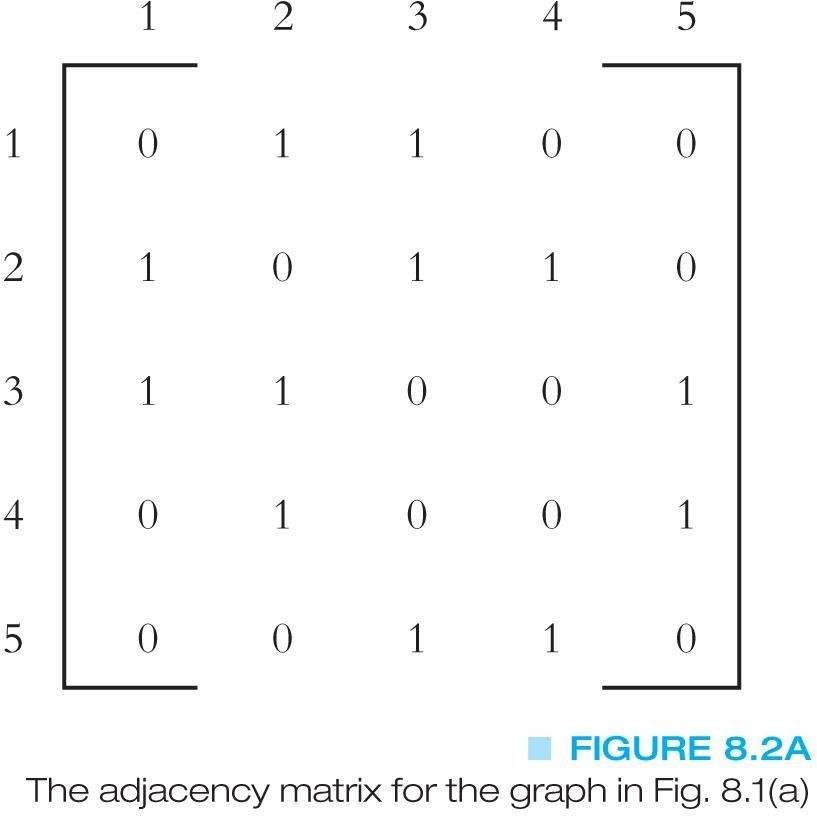 1 2 3 4 5
1 0 1 1 0 0
2 1 0 1 1 0
3 1 1 0 0 1
4 0 1 0 0 1
5 0 0 1 1 0
FIGURE 8.2A
The adjacency matrix for the graph in Fig. 8.1(a)